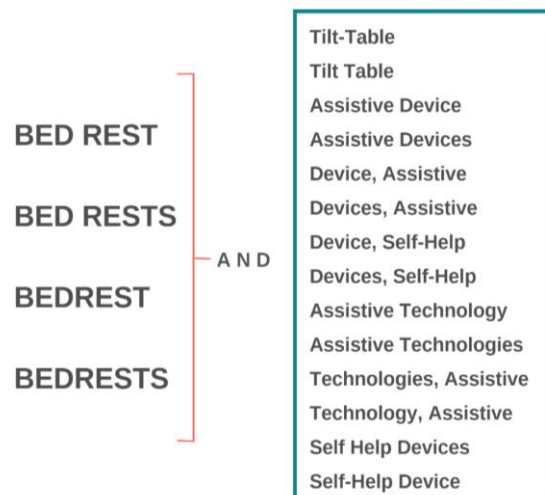 BED REST
BED RESTS
BEDREST
BEDRESTS
AND
Tilt-Table
Tilt Table
Assistive Device
Assistive Devices
Device, Assistive
Devices, Assistive
Device, Self-Help
Devices, Self-Help
Assistive Technology
Assistive Technologies
Technologies, Assistive
Technology, Assistive
Self Help Devices
Self-Help Device